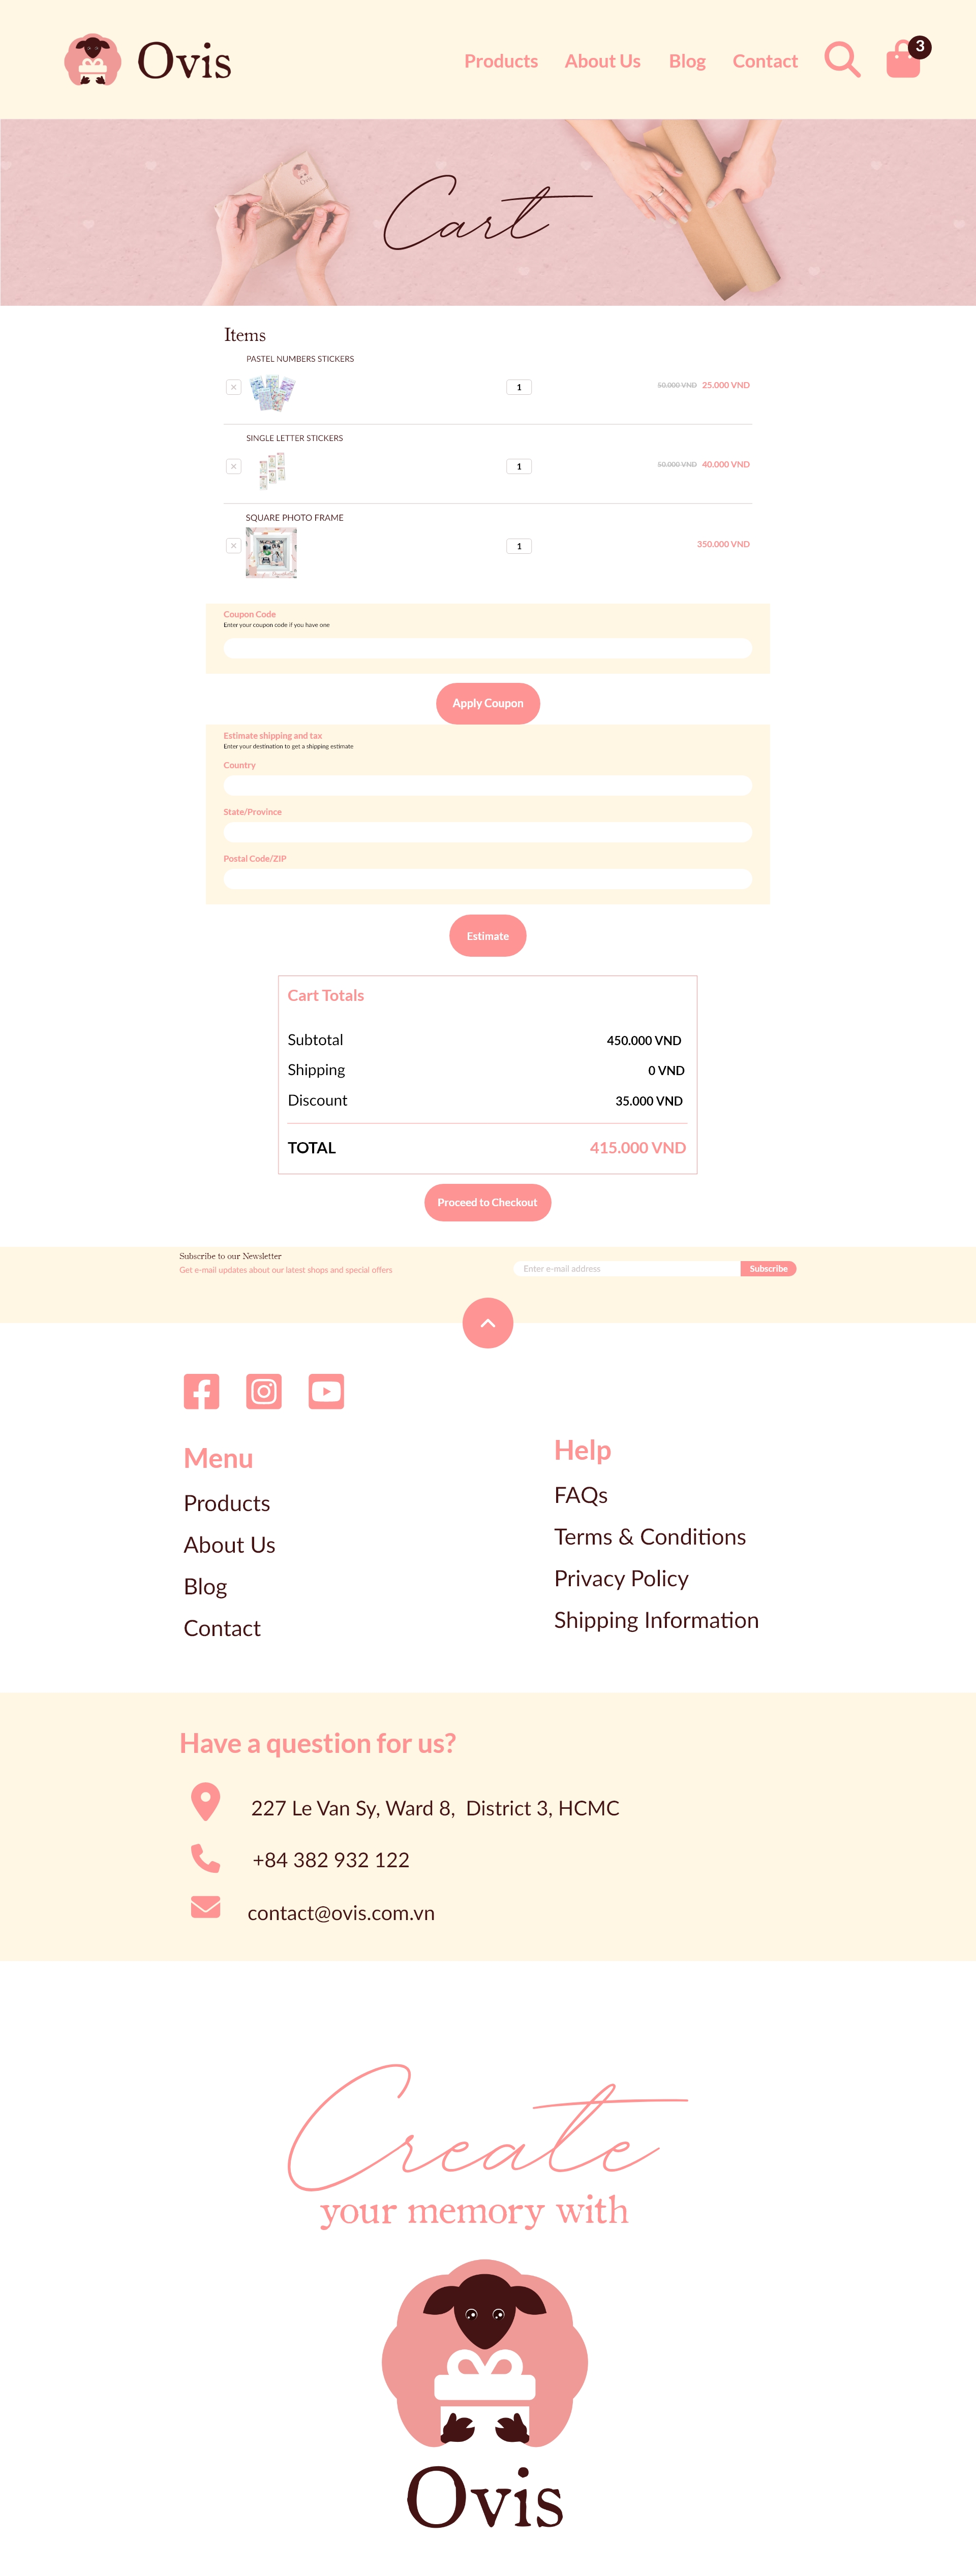 Ovis
Products About Us Blog Contact 3
Ovis
Cart
Items
PASTEL NUMBERS STICKERS
× 1 50.000 VND 25.000 VND
SINGLE LETTER STICKERS
× 1 50.000 VND 40.000 VND
SQUARE PHOTO FRAME
× 1 350.000 VND
Coupon Code
Enter your coupon code if you have one
Apply Coupon
Estimate shipping and tax
Enter your destination to get a shipping estimate
Country
State/Province
Postal Code/ZIP
Estimate
Cart Totals
Subtotal 450.000 VND
Shipping 0 VND
Discount 35.000 VND
TOTAL 415.000 VND
Proceed to Checkout
Subscribe to our Newsletter
Get e-mail updates about our latest shops and special offers
Enter e-mail address Subscribe
Menu
Products
About Us
Blog
Contact
Help
FAQs
Terms & Conditions
Privacy Policy
Shipping Information
Have a question for us?
227 Le Van Sy, Ward 8, District 3, HCMC
+84 382 932 122
contact@ovis.com.vn
Create
your memory with
Ovis